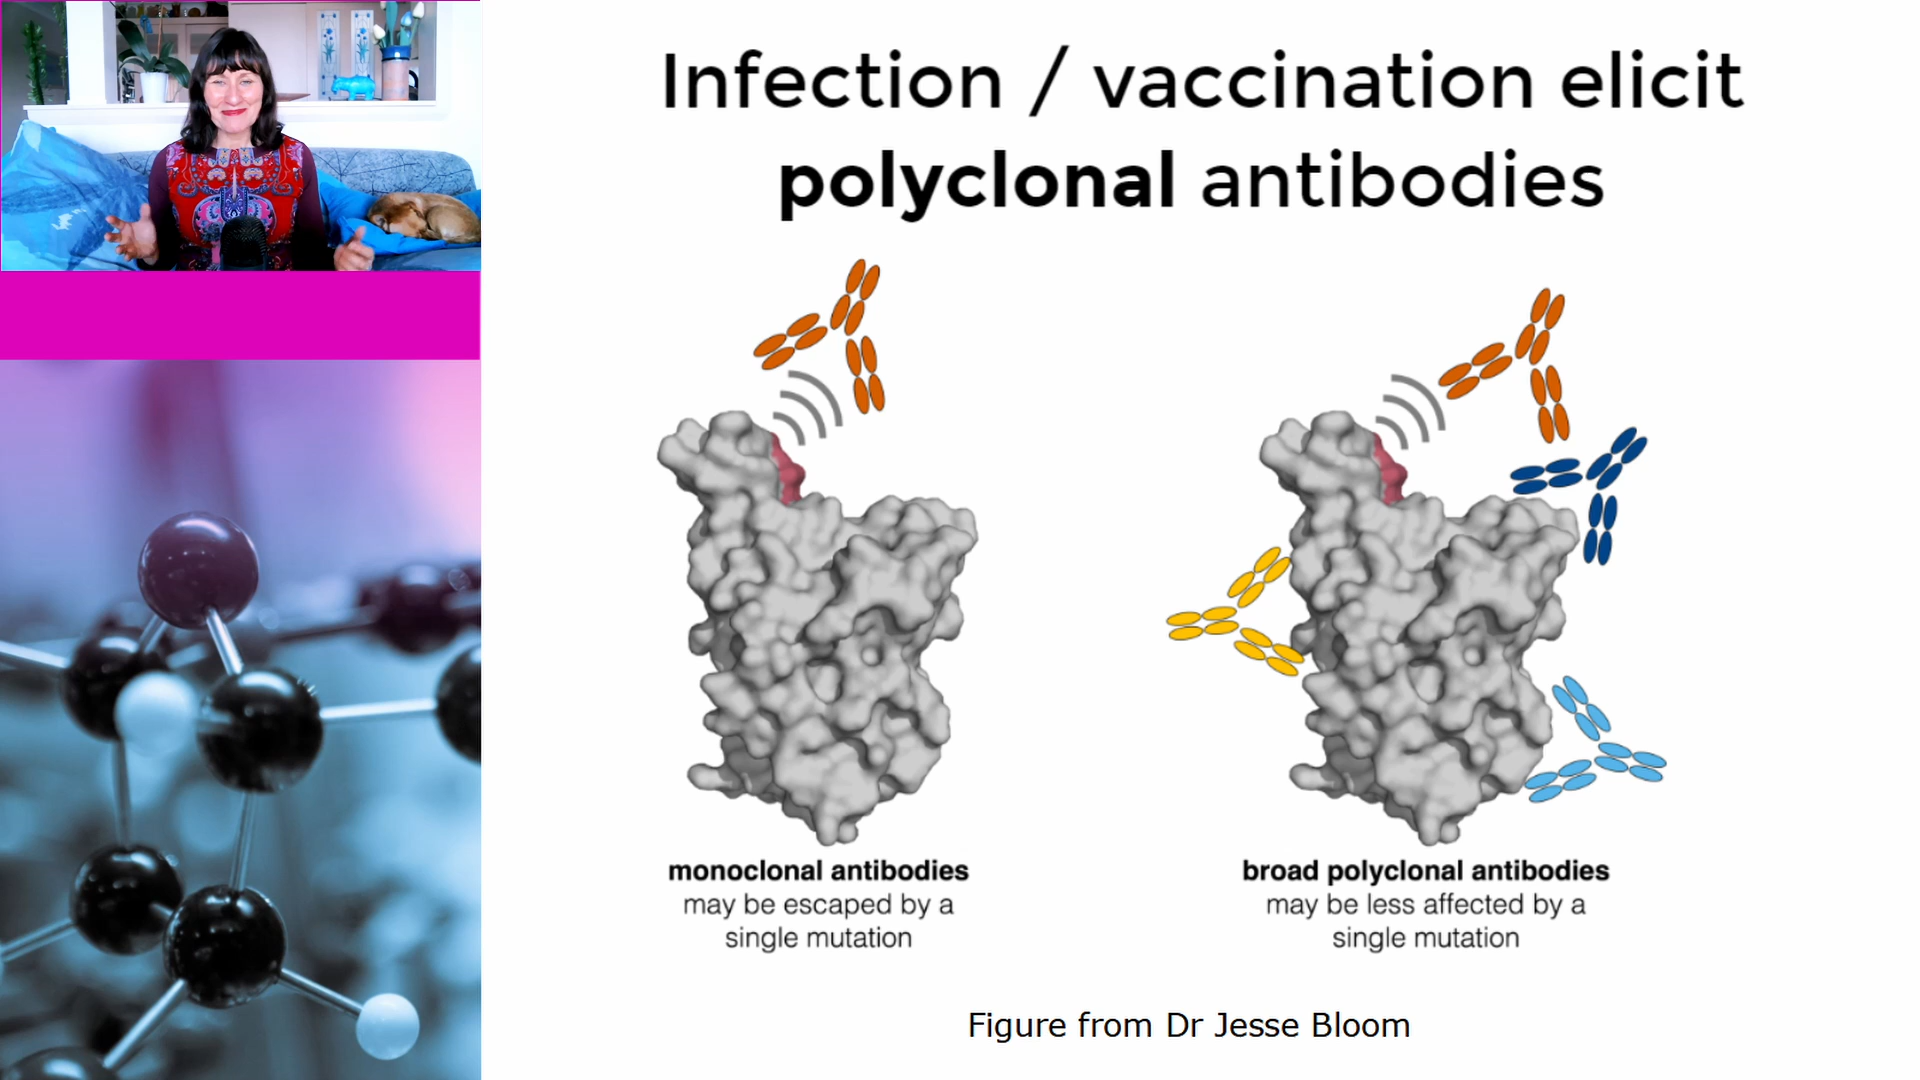 Infection / vaccination elicit
polyclonal antibodies
monoclonal antibodies
may be escaped by a
single mutation
broad polyclonal antibodies
may be less affected by a
single mutation
Figure from Dr Jesse Bloom